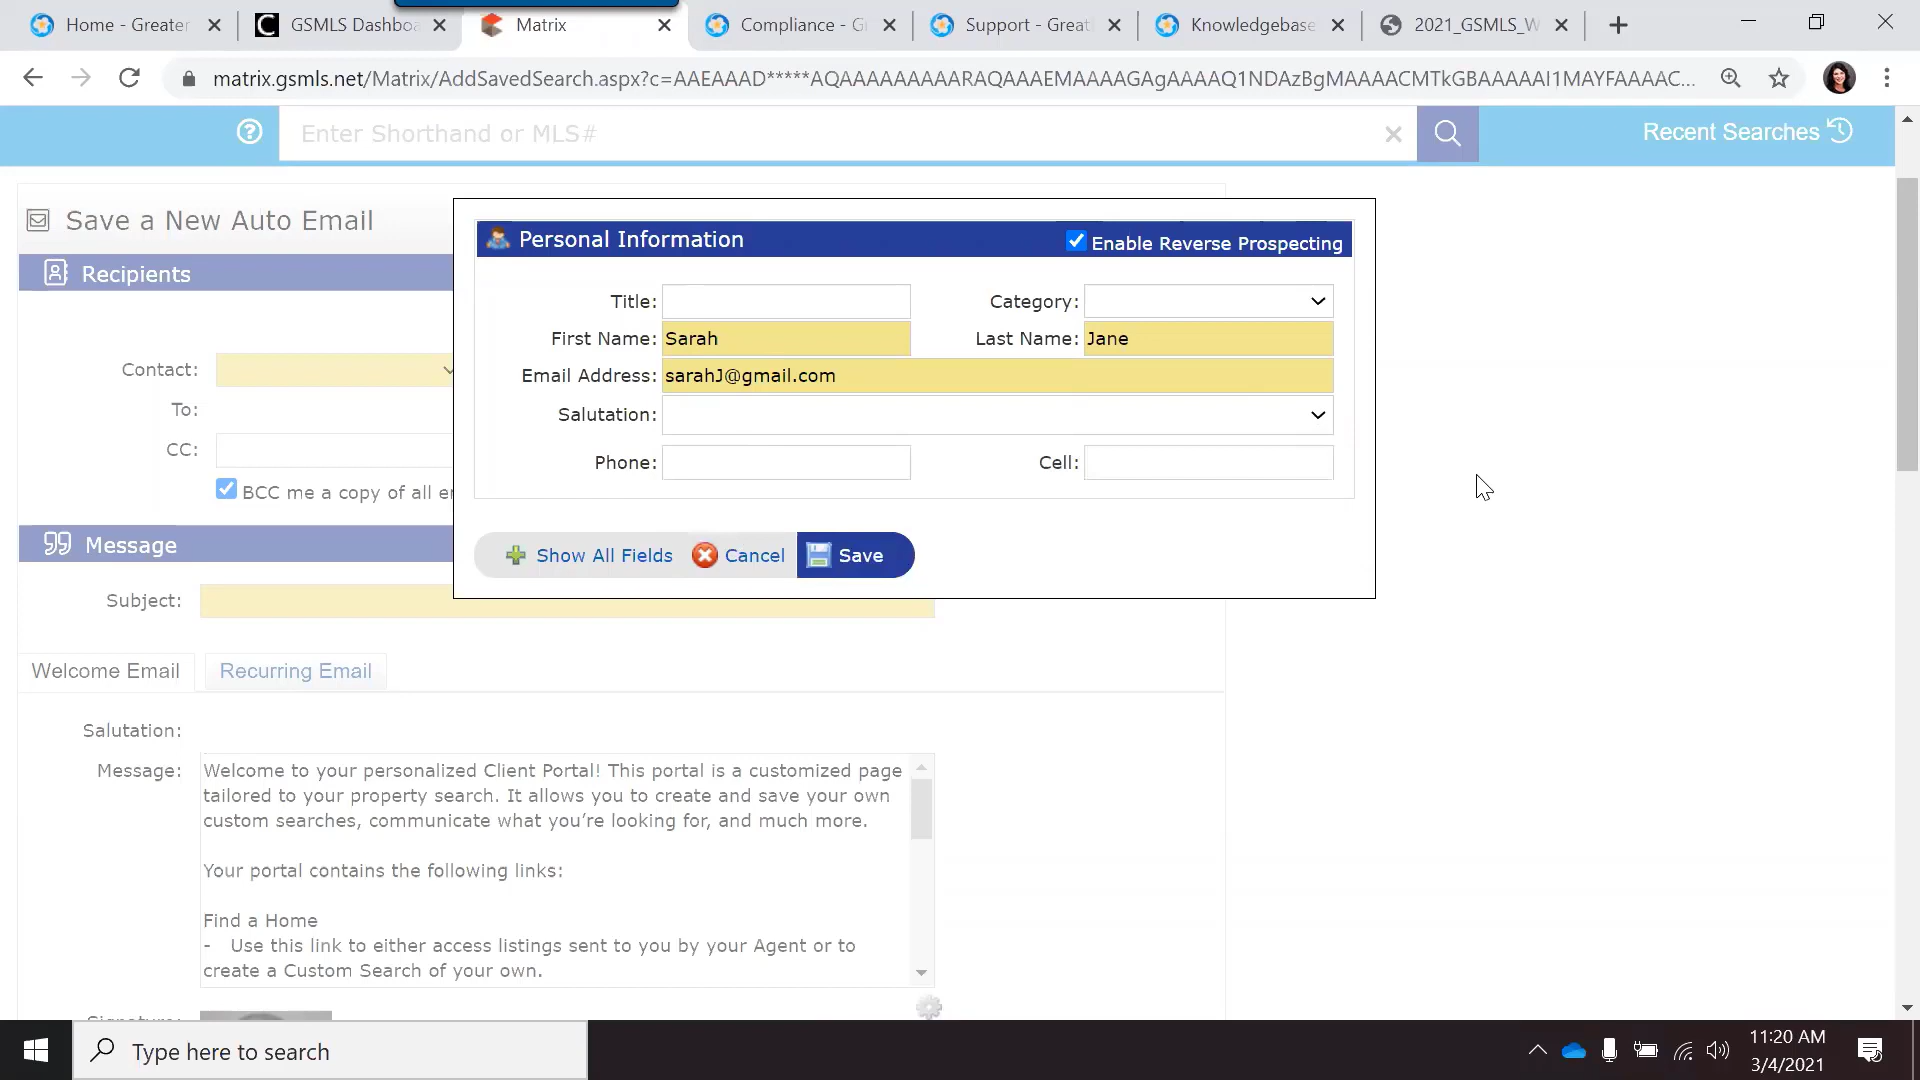 Home - Greater
GSMLS Dashboa
Matrix
Compliance - G
Support - Great
Knowledgebase
2021_GSMLS_W
matrix.gsmls.net/Matrix/AddSavedSearch.aspx?c=AAEAAAD*****AQAAAAAAAAARAQAAAEMAAAAGAgAAAAQ1NDAzBgMAAAACMTkGBAAAAAI1MAYFAAAAC...
Enter Shorthand or MLS#
Recent Searches
Save a New Auto Email
Recipients
Contact:
To:
CC:
BCC me a copy of all e
Personal Information
Enable Reverse Prospecting
Title:
Category:
First Name: Sarah
Last Name: Jane
Email Address: sarahJ@gmail.com
Salutation:
Phone:
Cell:
Show All Fields
Cancel
Save
Message
Subject:
Welcome Email
Recurring Email
Salutation:
Message:
Welcome to your personalized Client Portal! This portal is a customized page
tailored to your property search. It allows you to create and save your own
custom searches, communicate what you’re looking for, and much more.
Your portal contains the following links:
Find a Home
- Use this link to either access listings sent to you by your Agent or to
create a Custom Search of your own.
Signature:
Type here to search
11:20 AM
3/4/2021